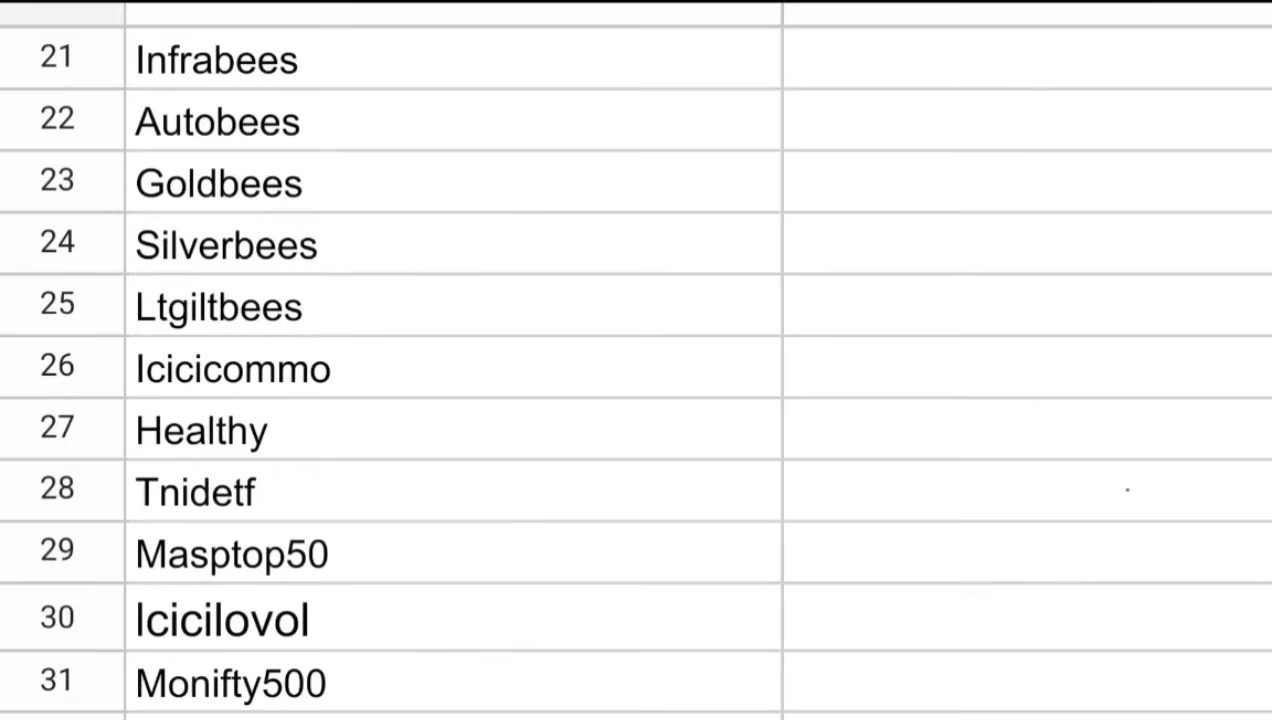 21 Infrabees
22 Autobees
23 Goldbees
24 Silverbees
25 Ltgiltbees
26 Icicicommo
27 Healthy
28 Tnidetf
29 Masptop50
30 Icicilovol
31 Monifty500